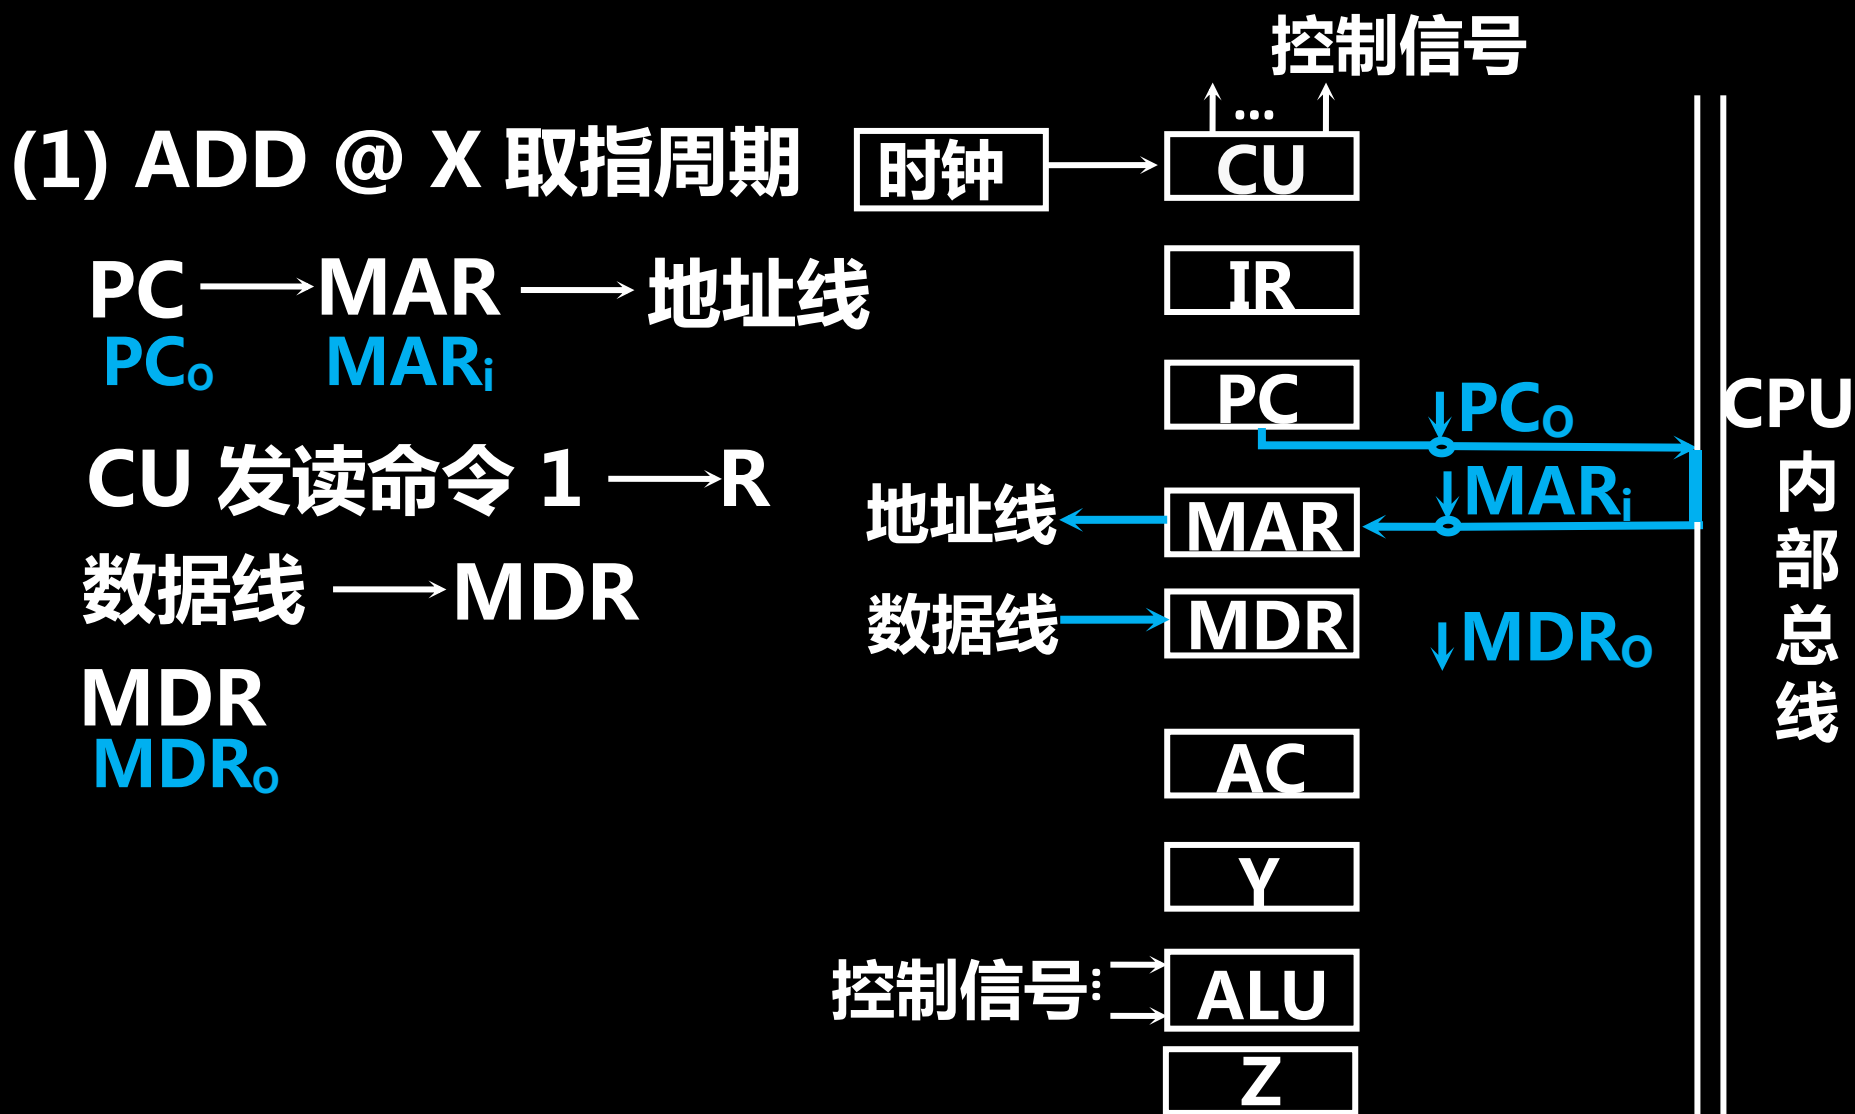 控制信号
...
(1) ADD @ X 取指周期
时钟
CU
PC → MAR → 地址线
PCO MARi
IR
PC
↓PCO
CPU
内
部
总
线
CU 发读命令 1 → R
地址线
MAR
↓MARi
数据线 → MDR
数据线
MDR
↓MDRO
MDR
MDRO
AC
Y
控制信号
ALU
Z